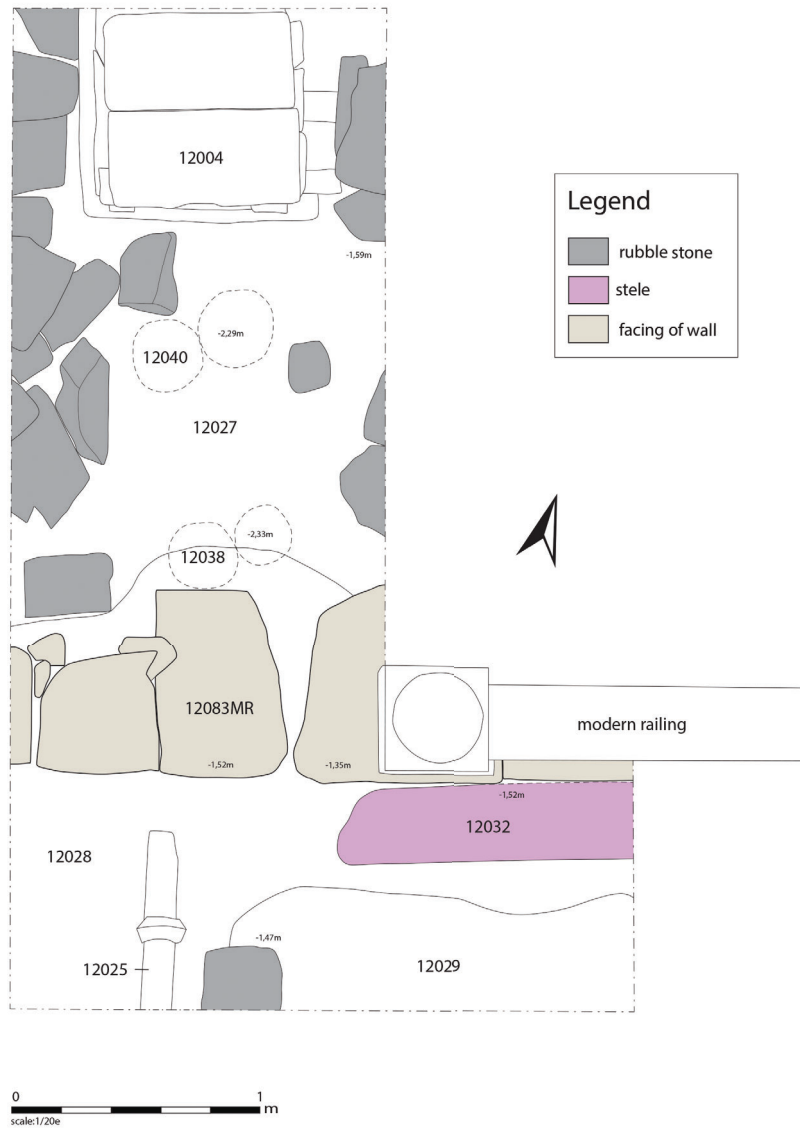 12004
Legend
rubble stone
stele
facing of wall
-1,59m
-2,29m
12040
12027
-2,33m
12038
12083MR
-1,52m
-1,35m
modern railing
-1,52m
12032
12028
-1,47m
12025
12029
0 1
m
scale:1/20e